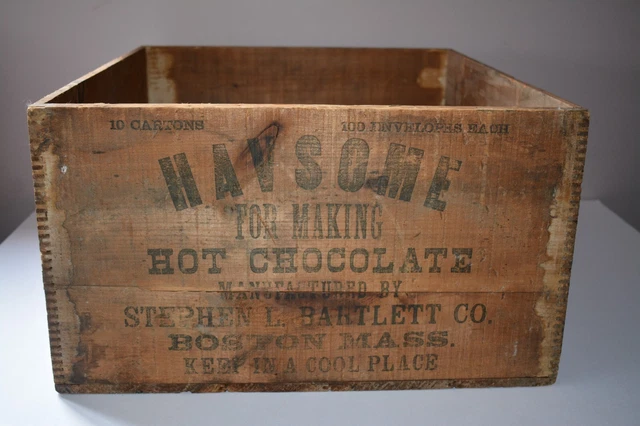 10 CARTONS 100 ENVELOPES EACH
HAVSOME
FOR MAKING
HOT CHOCOLATE
MANUFACTURED BY
STEPHEN L. BARTLETT CO.
BOSTON MASS.
KEEP IN A COOL PLACE